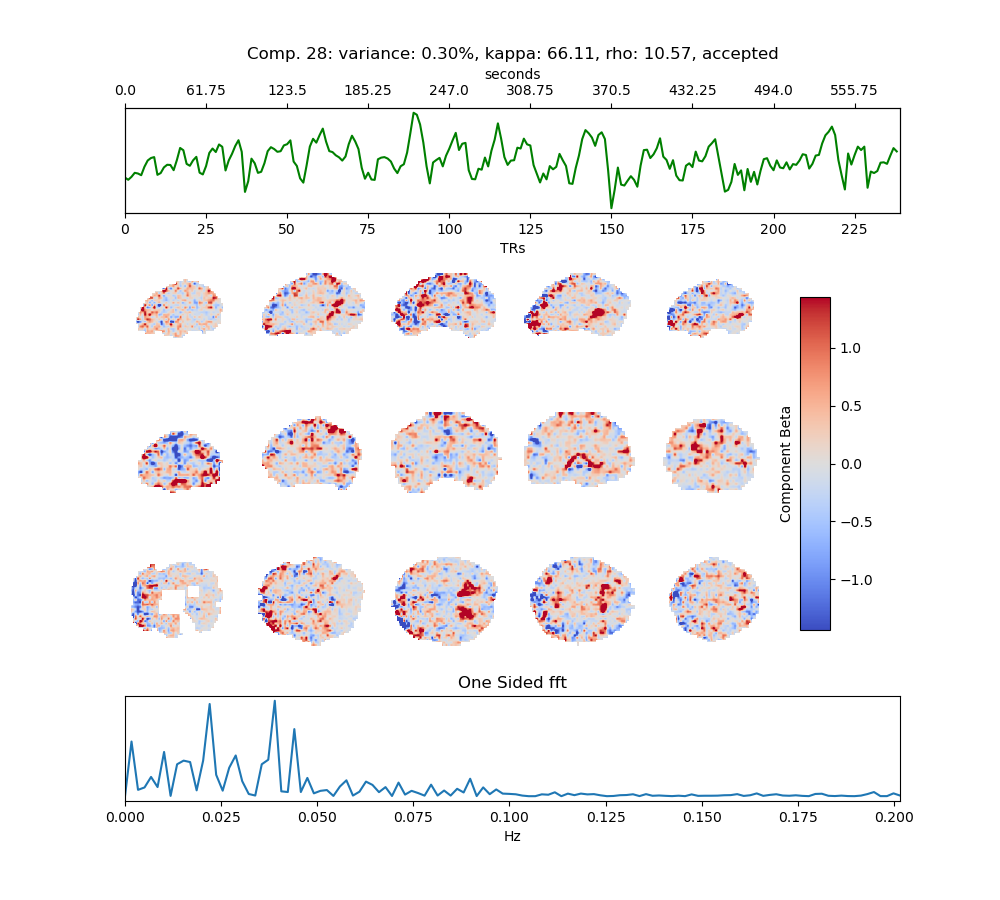 Comp. 28: variance: 0.30%, kappa: 66.11, rho: 10.57, accepted
seconds
0.0 61.75 123.5 185.25 247.0 308.75 370.5 432.25 494.0 555.75
0 25 50 75 100 125 150 175 200 225
TRs
1.0
0.5
0.0
−0.5
−1.0
Component Beta
One Sided fft
0.000 0.025 0.050 0.075 0.100 0.125 0.150 0.175 0.200
Hz